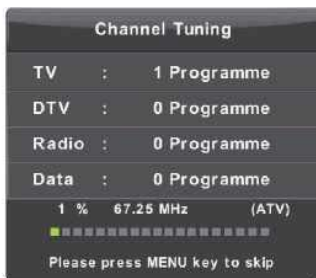 Channel Tuning
TV : 1 Programme
DTV : 0 Programme
Radio : 0 Programme
Data : 0 Programme
1 % 67.25 MHz (ATV)
Please press MENU key to skip